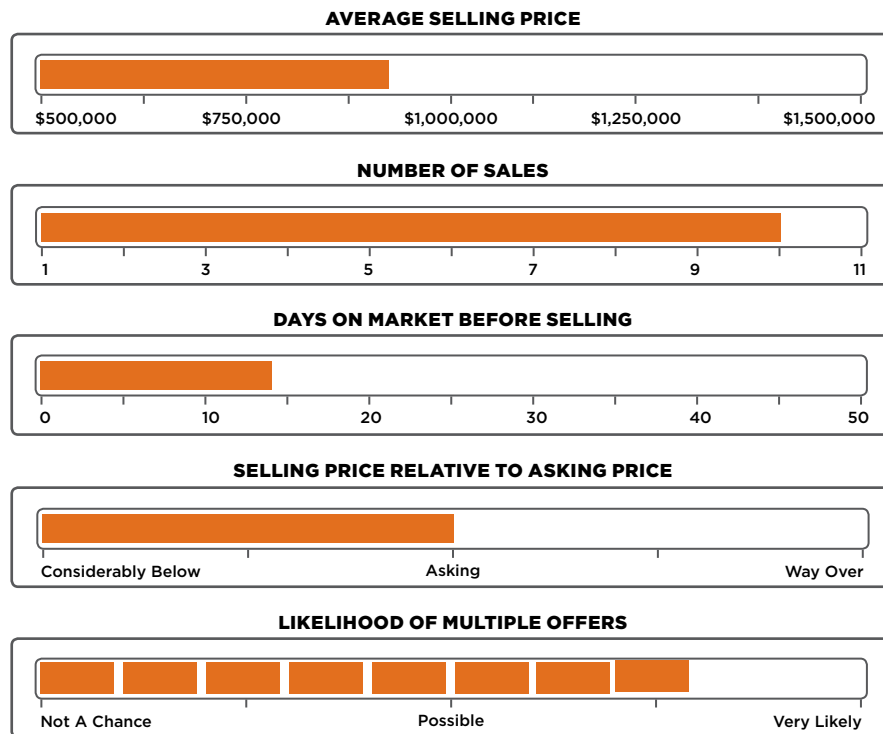 AVERAGE SELLING PRICE
$500,000 $750,000 $1,000,000 $1,250,000 $1,500,000
NUMBER OF SALES
1 3 5 7 9 11
DAYS ON MARKET BEFORE SELLING
0 10 20 30 40 50
SELLING PRICE RELATIVE TO ASKING PRICE
Considerably Below Asking Way Over
LIKELIHOOD OF MULTIPLE OFFERS
Not A Chance Possible Very Likely